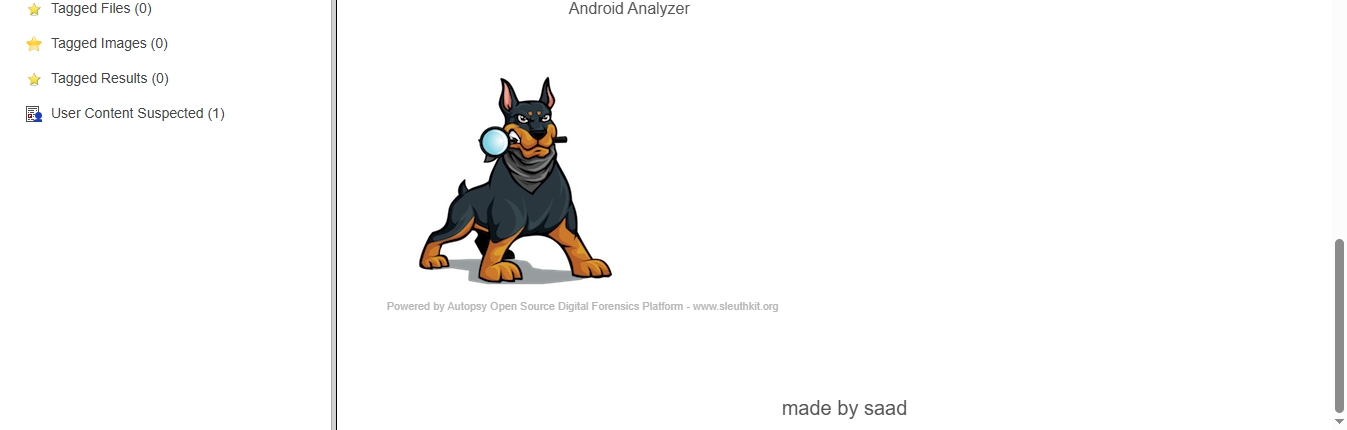 Tagged Files (0)
Tagged Images (0)
Tagged Results (0)
User Content Suspected (1)
Android Analyzer
Powered by Autopsy Open Source Digital Forensics Platform - www.sleuthkit.org
made by saad